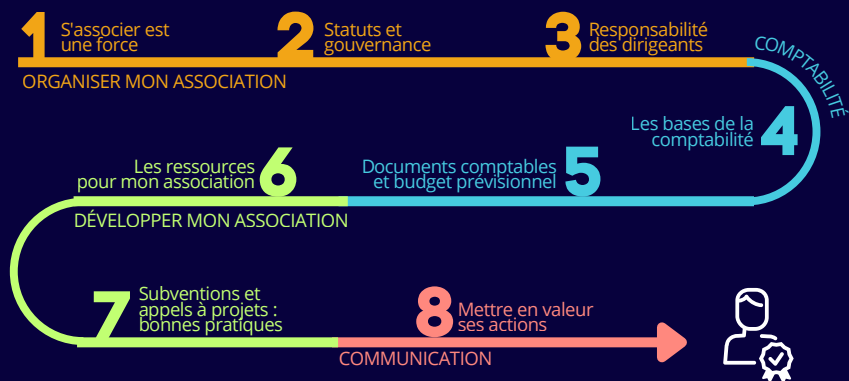 1 S'associer est
une force
2 Statuts et
gouvernance
3 Responsabilité
des dirigeants
ORGANISER MON ASSOCIATION
COMPTABILITÉ
4 Les bases de la
comptabilité
5 Documents comptables
et budget prévisionnel
6 Les ressources
pour mon association
DÉVELOPPER MON ASSOCIATION
7 Subventions et
appels à projets :
bonnes pratiques
8 Mettre en valeur
ses actions
COMMUNICATION